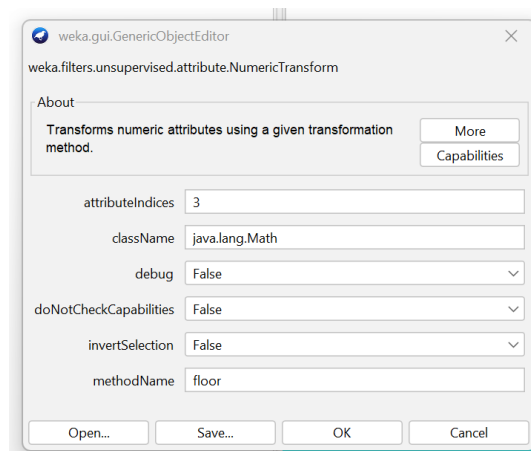 weka.gui.GenericObjectEditor
weka.filters.unsupervised.attribute.NumericTransform
About
Transforms numeric attributes using a given transformation
method.
More
Capabilities
attributeIndices 3
className java.lang.Math
debug False
doNotCheckCapabilities False
invertSelection False
methodName floor
Open... Save... OK Cancel